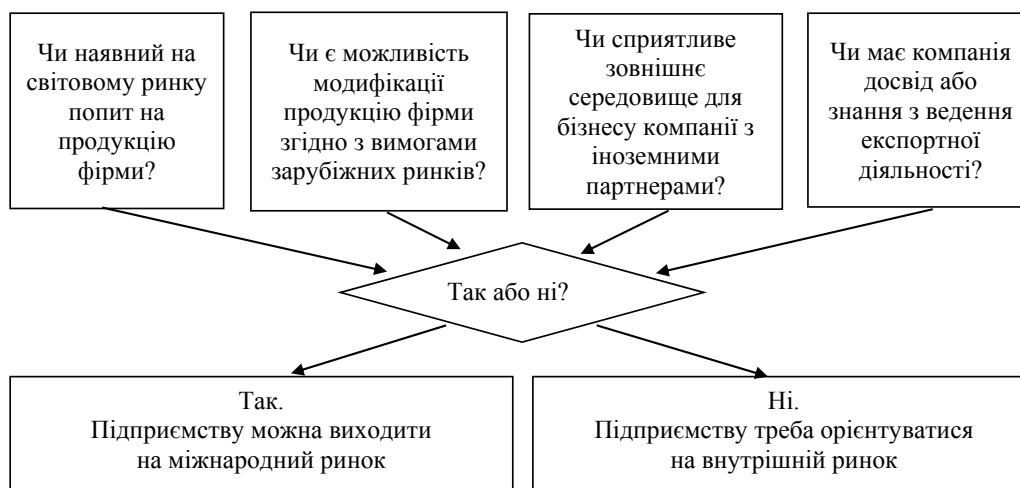 Чи наявний на
світовому ринку
попит на
продукцію
фірми?
Чи є можливість
модифікації
продукцію фірми
згідно з вимогами
зарубіжних ринків?
Чи сприятливе
зовнішнє
середовище для
бізнесу компанії з
іноземними
партнерами?
Чи має компанія
досвід або
знання з ведення
експортної
діяльності?
Так або ні?
Так.
Підприємству можна виходити
на міжнародний ринок
Ні.
Підприємству треба орієнтуватися
на внутрішній ринок